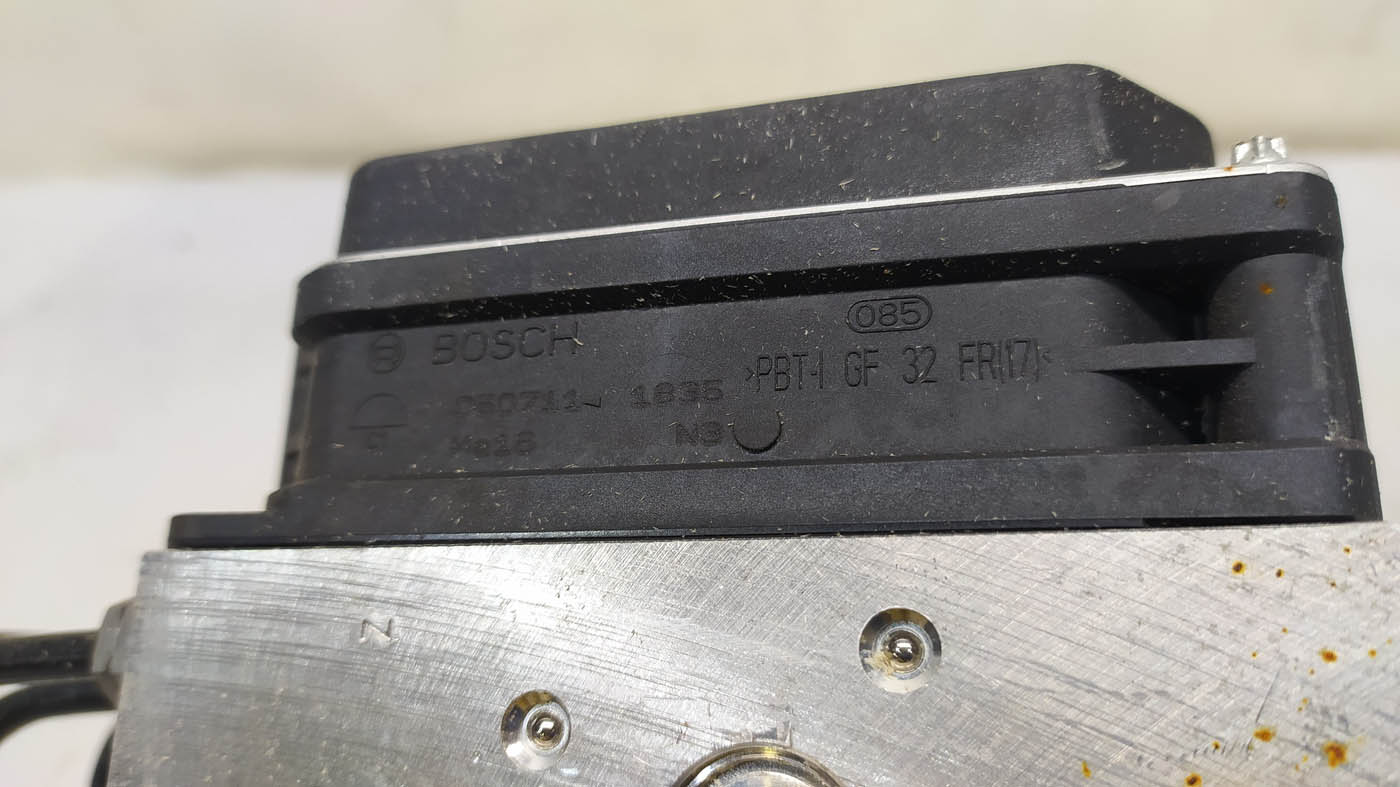 BOSCH
085
>PBT-I GF 32 FR(17)<
1835
N3
N